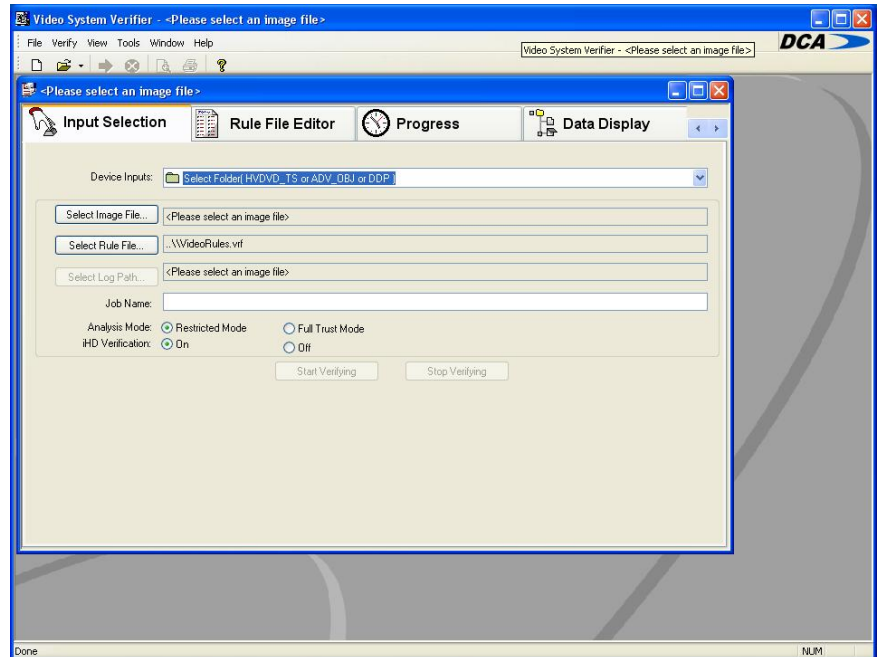 Video System Verifier - <Please select an image file>
File Verify View Tools Window Help
Video System Verifier - <Please select an image file>
DCA
<Please select an image file>
Input Selection Rule File Editor Progress Data Display
Device Inputs: Select Folder( HVDVD_TS or ADV_OBJ or DDP )
Select Image File... <Please select an image file>
Select Rule File... ..\\VideoRules.vrf
Select Log Path... <Please select an image file>
Job Name:
Analysis Mode: Restricted Mode Full Trust Mode
iHD Verification: On Off
Start Verifying Stop Verifying
Done NUM